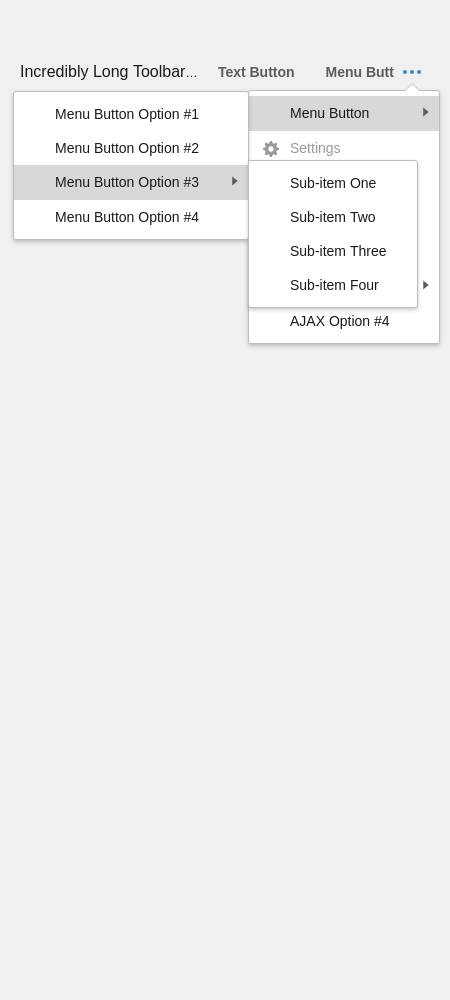 Incredibly Long Toolbar...
Text Button
Menu Butt
Menu Button Option #1
Menu Button Option #2
Menu Button Option #3
Menu Button Option #4
Menu Button
Settings
Sub-item One
Sub-item Two
Sub-item Three
Sub-item Four
AJAX Option #4